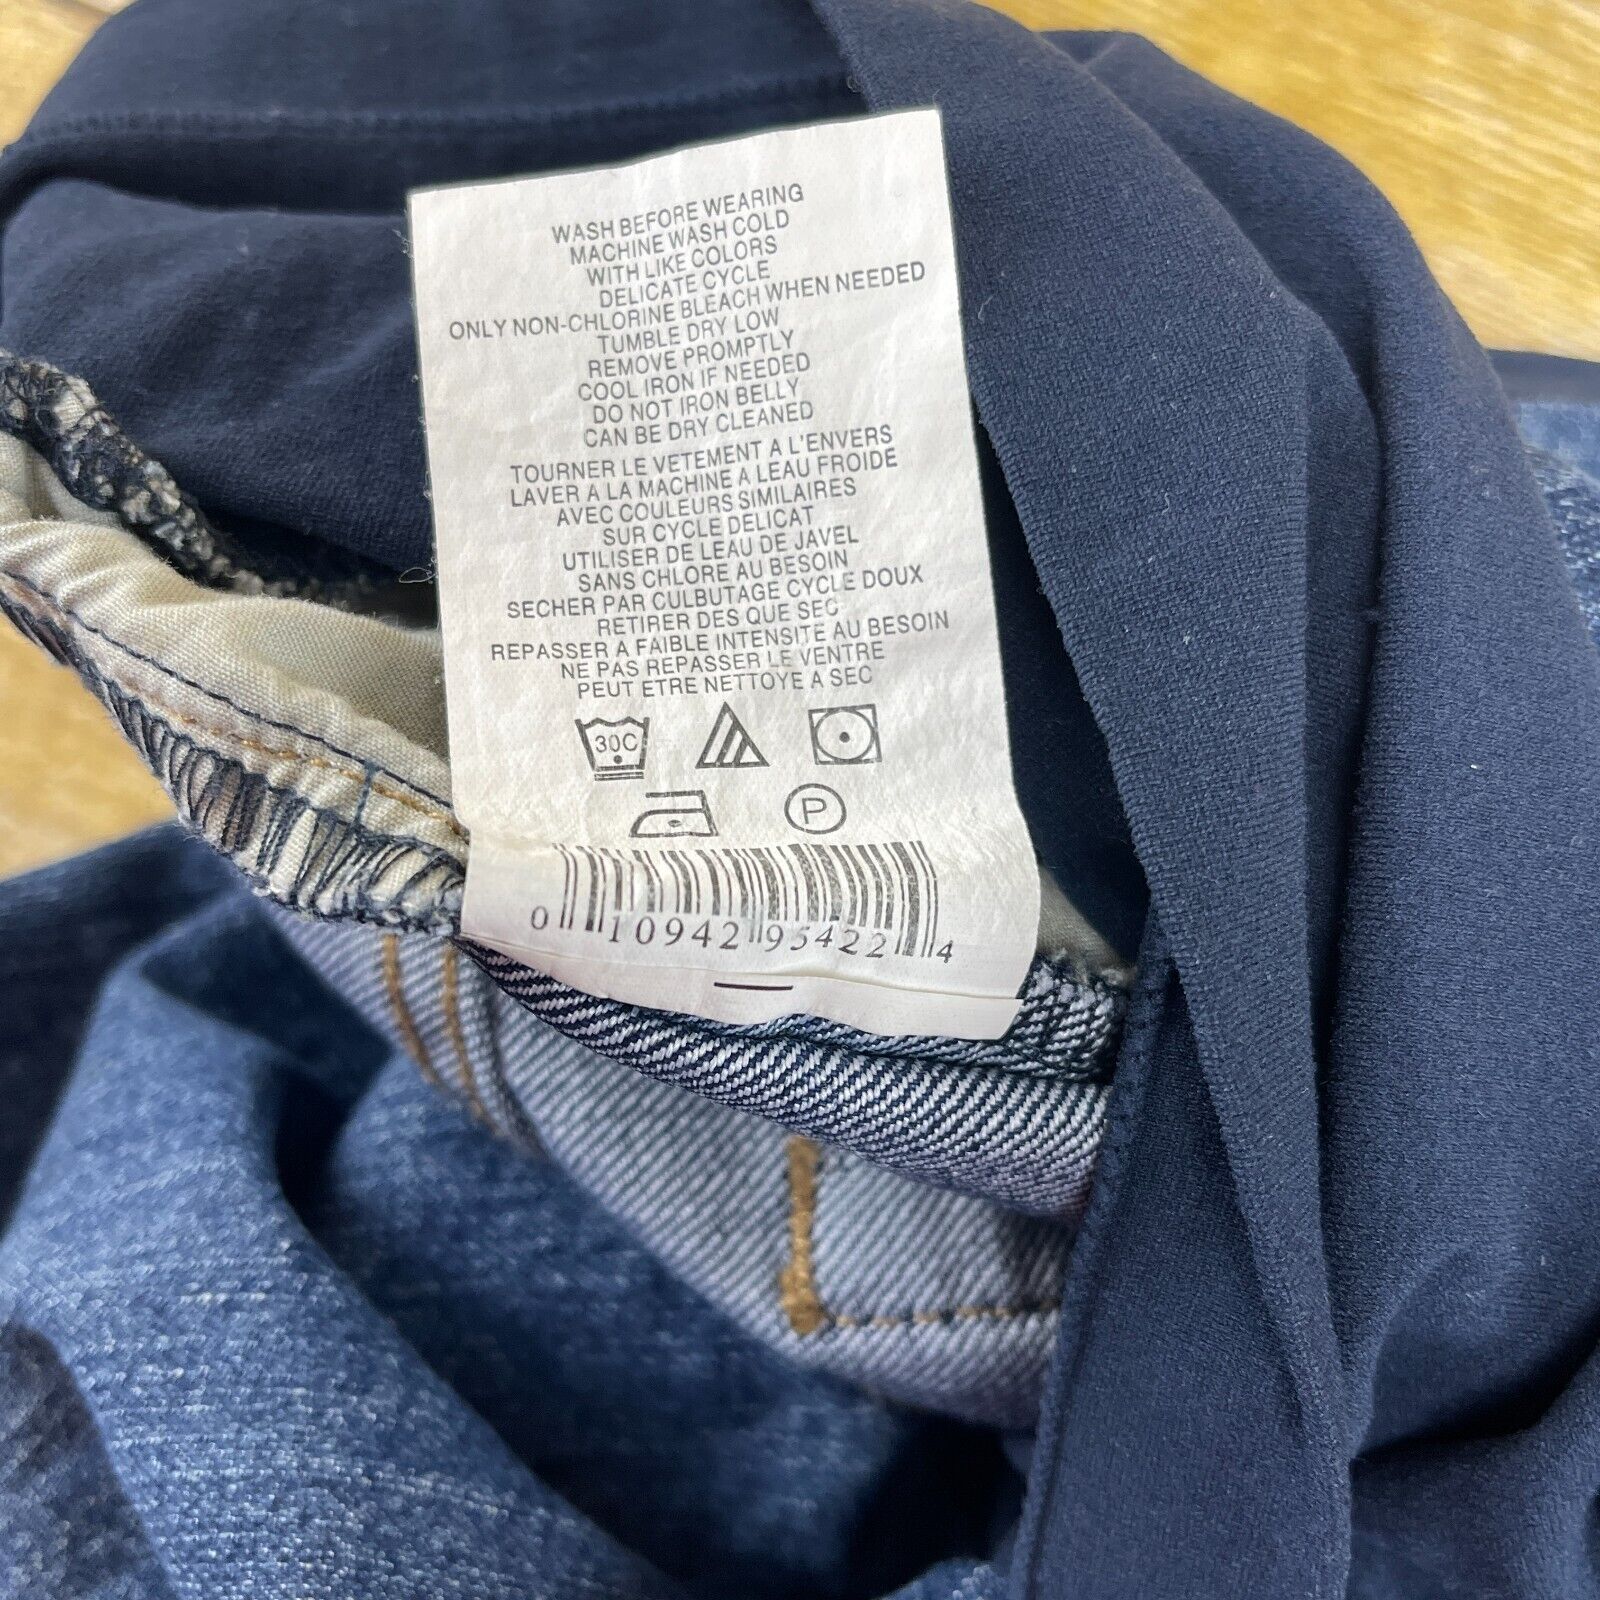 WASH BEFORE WEARING
MACHINE WASH COLD
WITH LIKE COLORS
DELICATE CYCLE
ONLY NON-CHLORINE BLEACH WHEN NEEDED
TUMBLE DRY LOW
REMOVE PROMPTLY
COOL IRON IF NEEDED
DO NOT IRON BELLY
CAN BE DRY CLEANED
TOURNER LE VETEMENT A L'ENVERS
LAVER A LA MACHINE A LEAU FROIDE
AVEC COULEURS SIMILAIRES
SUR CYCLE DELICAT
UTILISER DE LEAU DE JAVEL
SANS CHLORE AU BESOIN
SECHER PAR CULBUTAGE CYCLE DOUX
RETIRER DES QUE SEC
REPASSER A FAIBLE INTENSITE AU BESOIN
NE PAS REPASSER LE VENTRE
PEUT ETRE NETTOYE A SEC
30C
P
0 10942 95422 4